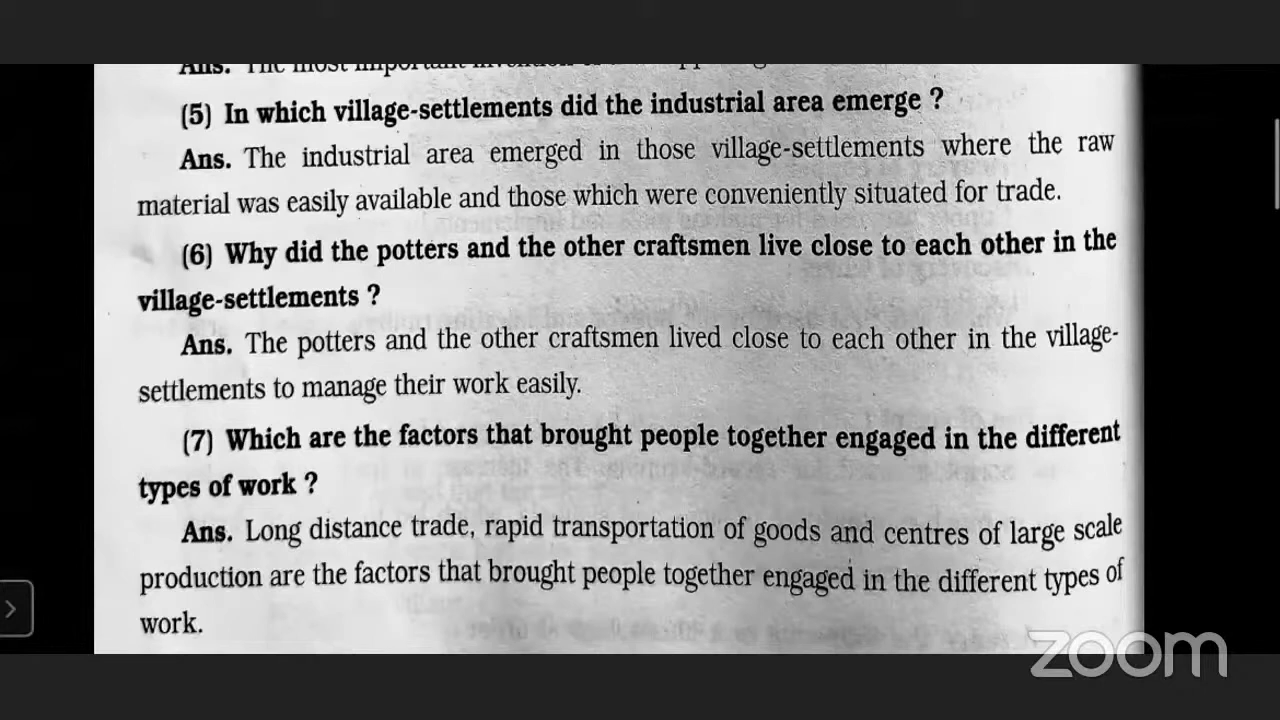 Ans. The most important
(5) In which village-settlements did the industrial area emerge ?
Ans. The industrial area emerged in those village-settlements where the raw
material was easily available and those which were conveniently situated for trade.
(6) Why did the potters and the other craftsmen live close to each other in the
village-settlements ?
Ans. The potters and the other craftsmen lived close to each other in the village-
settlements to manage their work easily.
(7) Which are the factors that brought people together engaged in the different
types of work ?
Ans. Long distance trade, rapid transportation of goods and centres of large scale
production are the factors that brought people together engaged in the different types of
work.
zoom